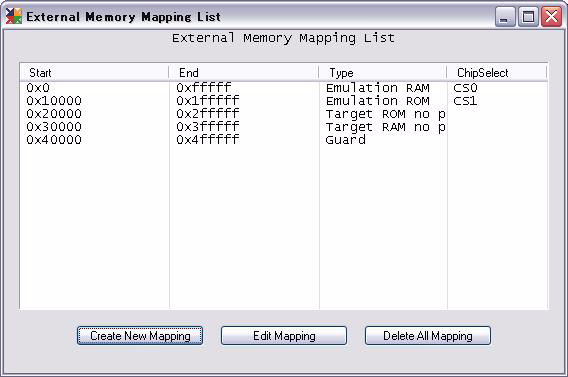 External Memory Mapping List
External Memory Mapping List
Start End Type ChipSelect
0x0 0xfffff Emulation RAM CS0
0x10000 0x1fffff Emulation ROM CS1
0x20000 0x2fffff Target ROM no p
0x30000 0x3fffff Target RAM no p
0x40000 0x4fffff Guard
Create New Mapping Edit Mapping Delete All Mapping